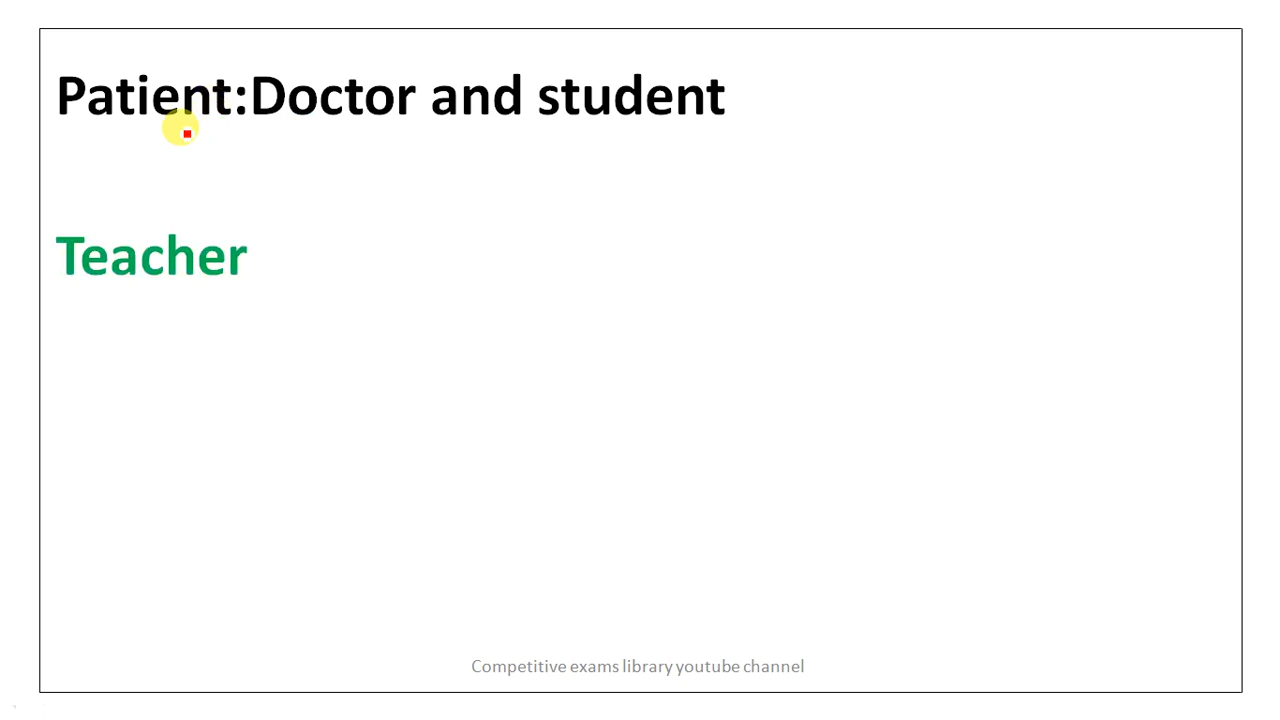 Patient:Doctor and student
Teacher
Competitive exams library youtube channel